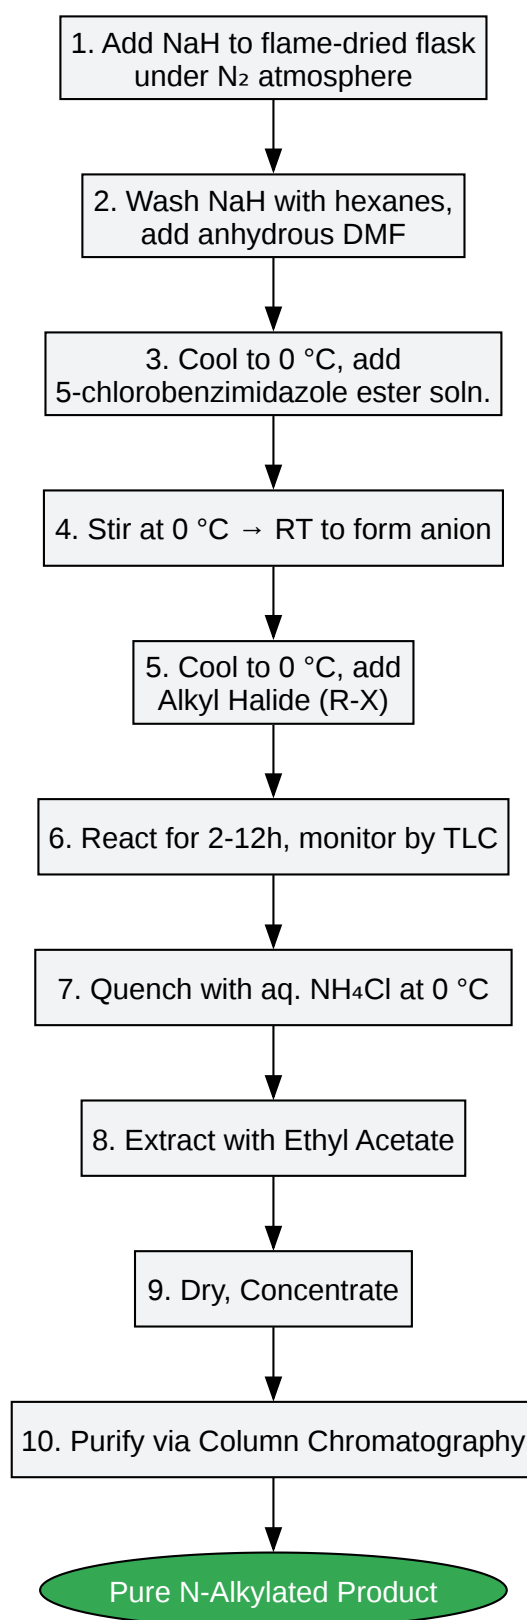 1. Add NaH to flame-dried flask
under N₂ atmosphere
2. Wash NaH with hexanes,
add anhydrous DMF
3. Cool to 0 °C, add
5-chlorobenzimidazole ester soln.
4. Stir at 0 °C → RT to form anion
5. Cool to 0 °C, add
Alkyl Halide (R-X)
6. React for 2-12h, monitor by TLC
7. Quench with aq. NH₄Cl at 0 °C
8. Extract with Ethyl Acetate
9. Dry, Concentrate
10. Purify via Column Chromatography
Pure N-Alkylated Product